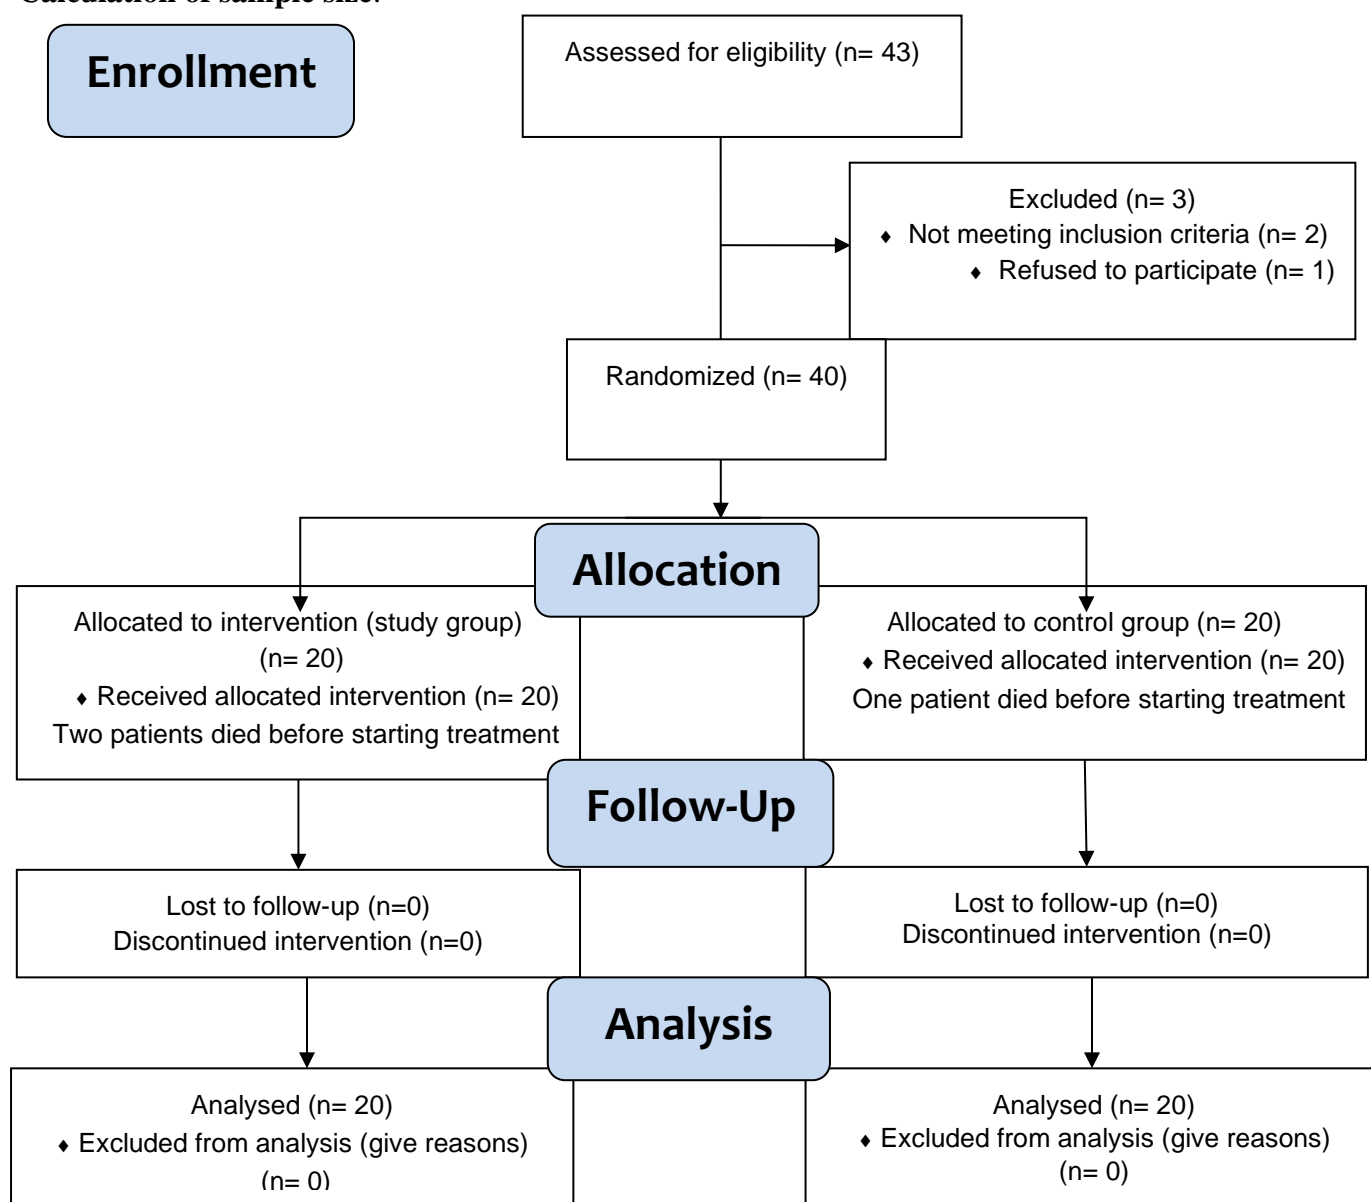 Calculation of sample size:
Enrollment
Assessed for eligibility (n= 43)
Excluded (n= 3)
♦ Not meeting inclusion criteria (n= 2)
♦ Refused to participate (n= 1)
Randomized (n= 40)
Allocation
Allocated to intervention (study group)
(n= 20)
♦ Received allocated intervention (n= 20)
Two patients died before starting treatment
Allocated to control group (n= 20)
♦ Received allocated intervention (n= 20)
One patient died before starting treatment
Follow-Up
Lost to follow-up (n=0)
Discontinued intervention (n=0)
Lost to follow-up (n=0)
Discontinued intervention (n=0)
Analysis
Analysed (n= 20)
♦ Excluded from analysis (give reasons)
(n= 0)
Analysed (n= 20)
♦ Excluded from analysis (give reasons)
(n= 0)